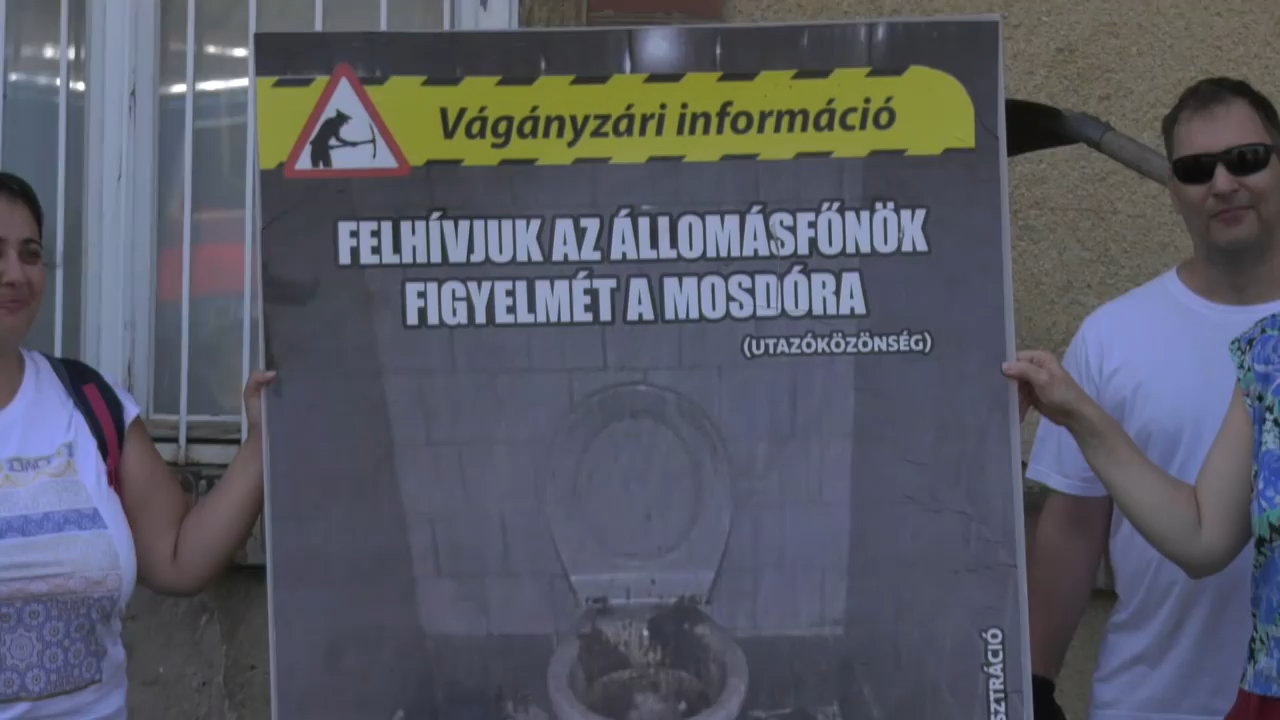 Vágányzári információ
FELHÍVJUK AZ ÁLLOMÁSFŐNÖK
FIGYELMÉT A MOSDÓRA
(UTAZÓKÖZÖNSÉG)